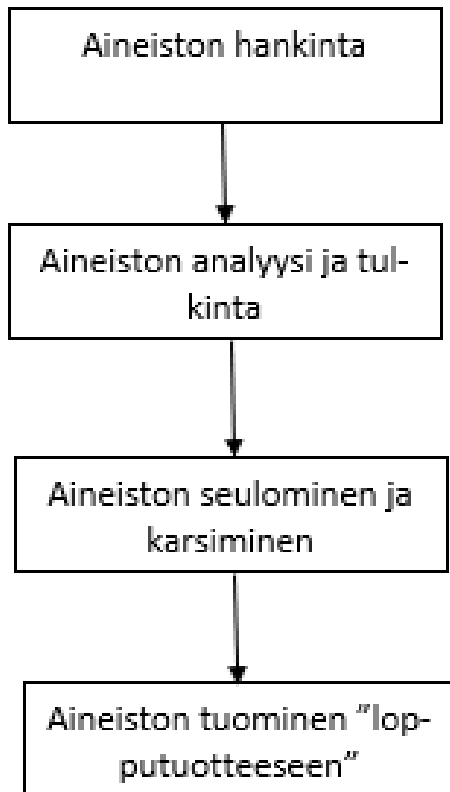 Aineiston hankinta
Aineiston analyysi ja tul-
kinta
Aineiston seulominen ja
karsiminen
Aineiston tuominen “lop-
putuotteeseen”